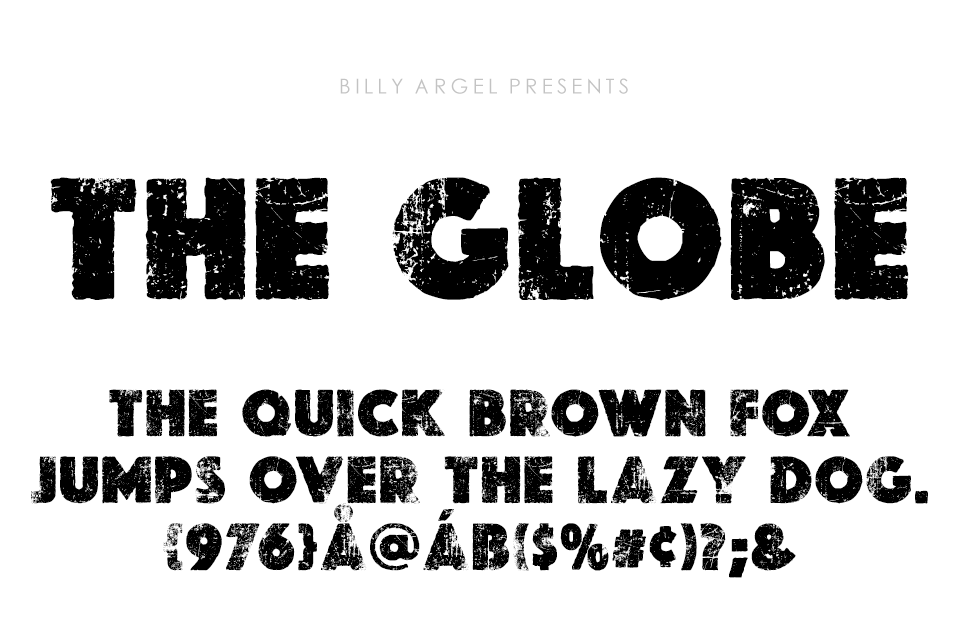 BILLY ARGEL PRESENTS
THE GLOBE
THE QUICK BROWN FOX
JUMPS OVER THE LAZY DOG.
{976}Å@ÁB($%#¢)?;&